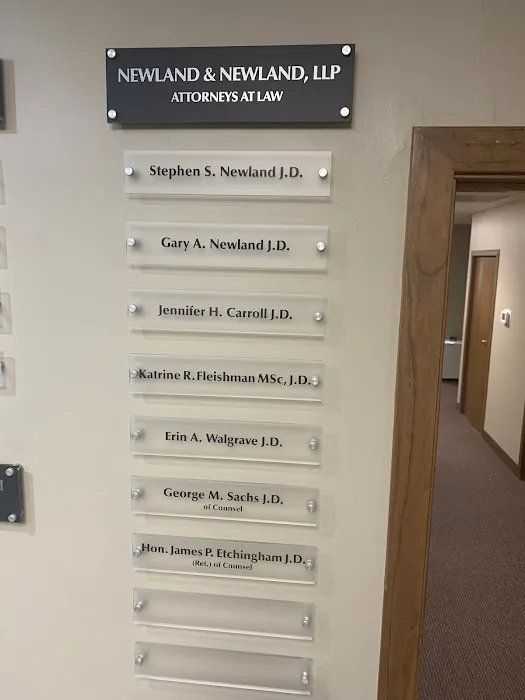 NEWLAND & NEWLAND, LLP
ATTORNEYS AT LAW
Stephen S. Newland J.D.
Gary A. Newland J.D.
Jennifer H. Carroll J.D.
Katrine R. Fleishman MSc, J.D.
Erin A. Walgrave J.D.
George M. Sachs J.D.
of Counsel
Hon. James P. Etchingham J.D.
(Ret.) of Counsel